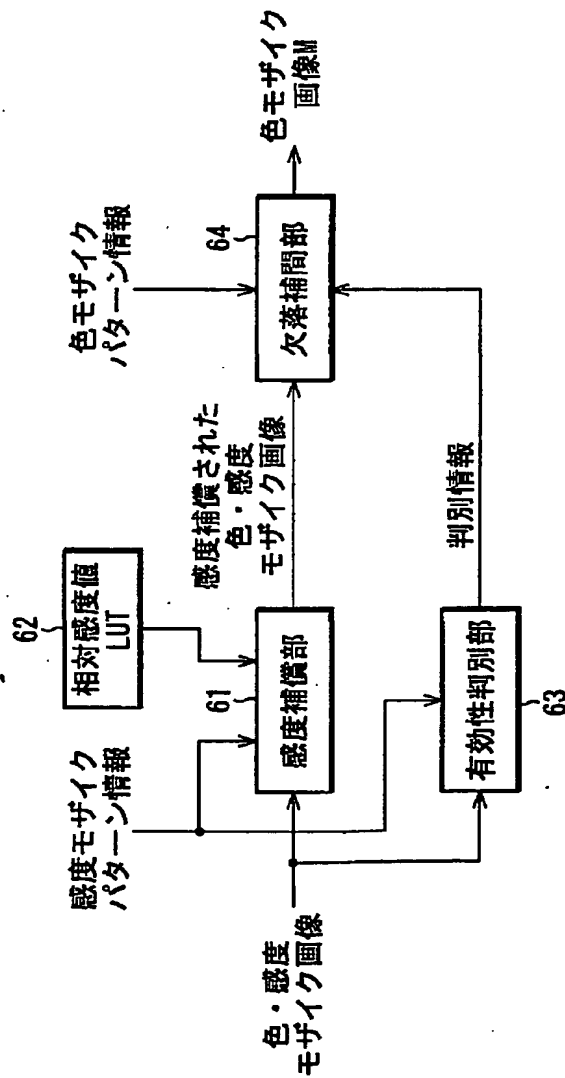 色・感度
モザイク画像
感度モザイク
パターン情報
62
相対感度値
LUT
61
感度補償部
有効性判別部
63
感度補償された
色・感度
モザイク画像
判別情報
色モザイク
パターン情報
64
欠落補間部
色モザイク
画像M